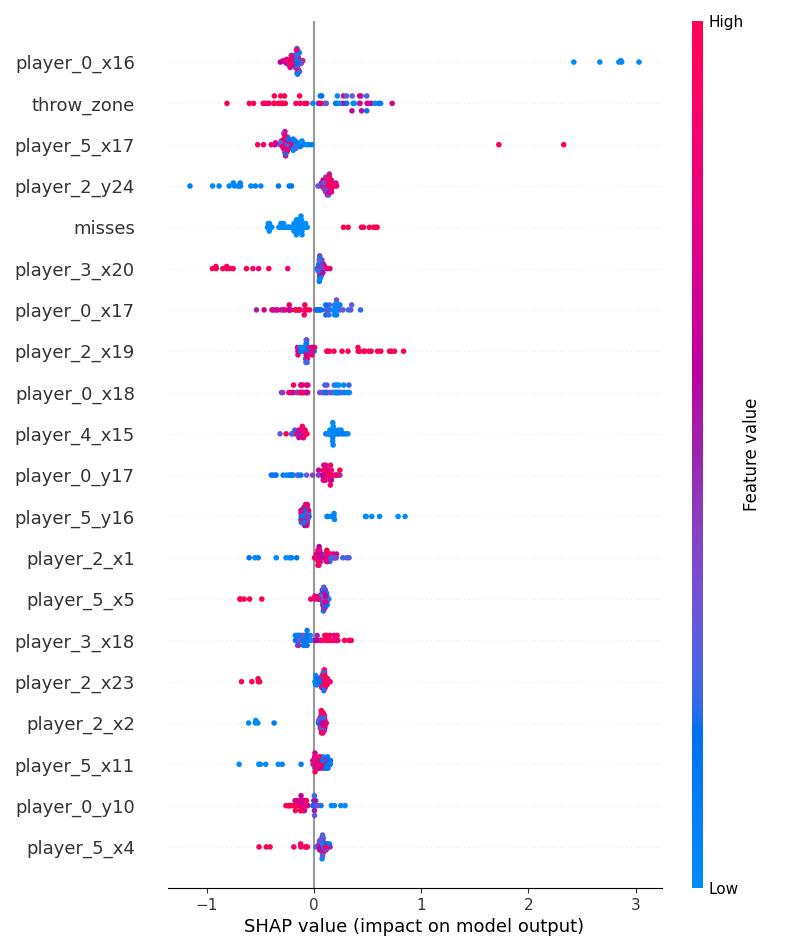 High
player_0_x16
throw_zone
player_5_x17
player_2_y24
misses
player_3_x20
player_0_x17
player_2_x19
player_0_x18
player_4_x15
player_0_y17
player_5_y16
player_2_x1
player_5_x5
player_3_x18
player_2_x23
player_2_x2
player_5_x11
player_0_y10
player_5_x4
Feature value
Low
−1 0 1 2 3
SHAP value (impact on model output)